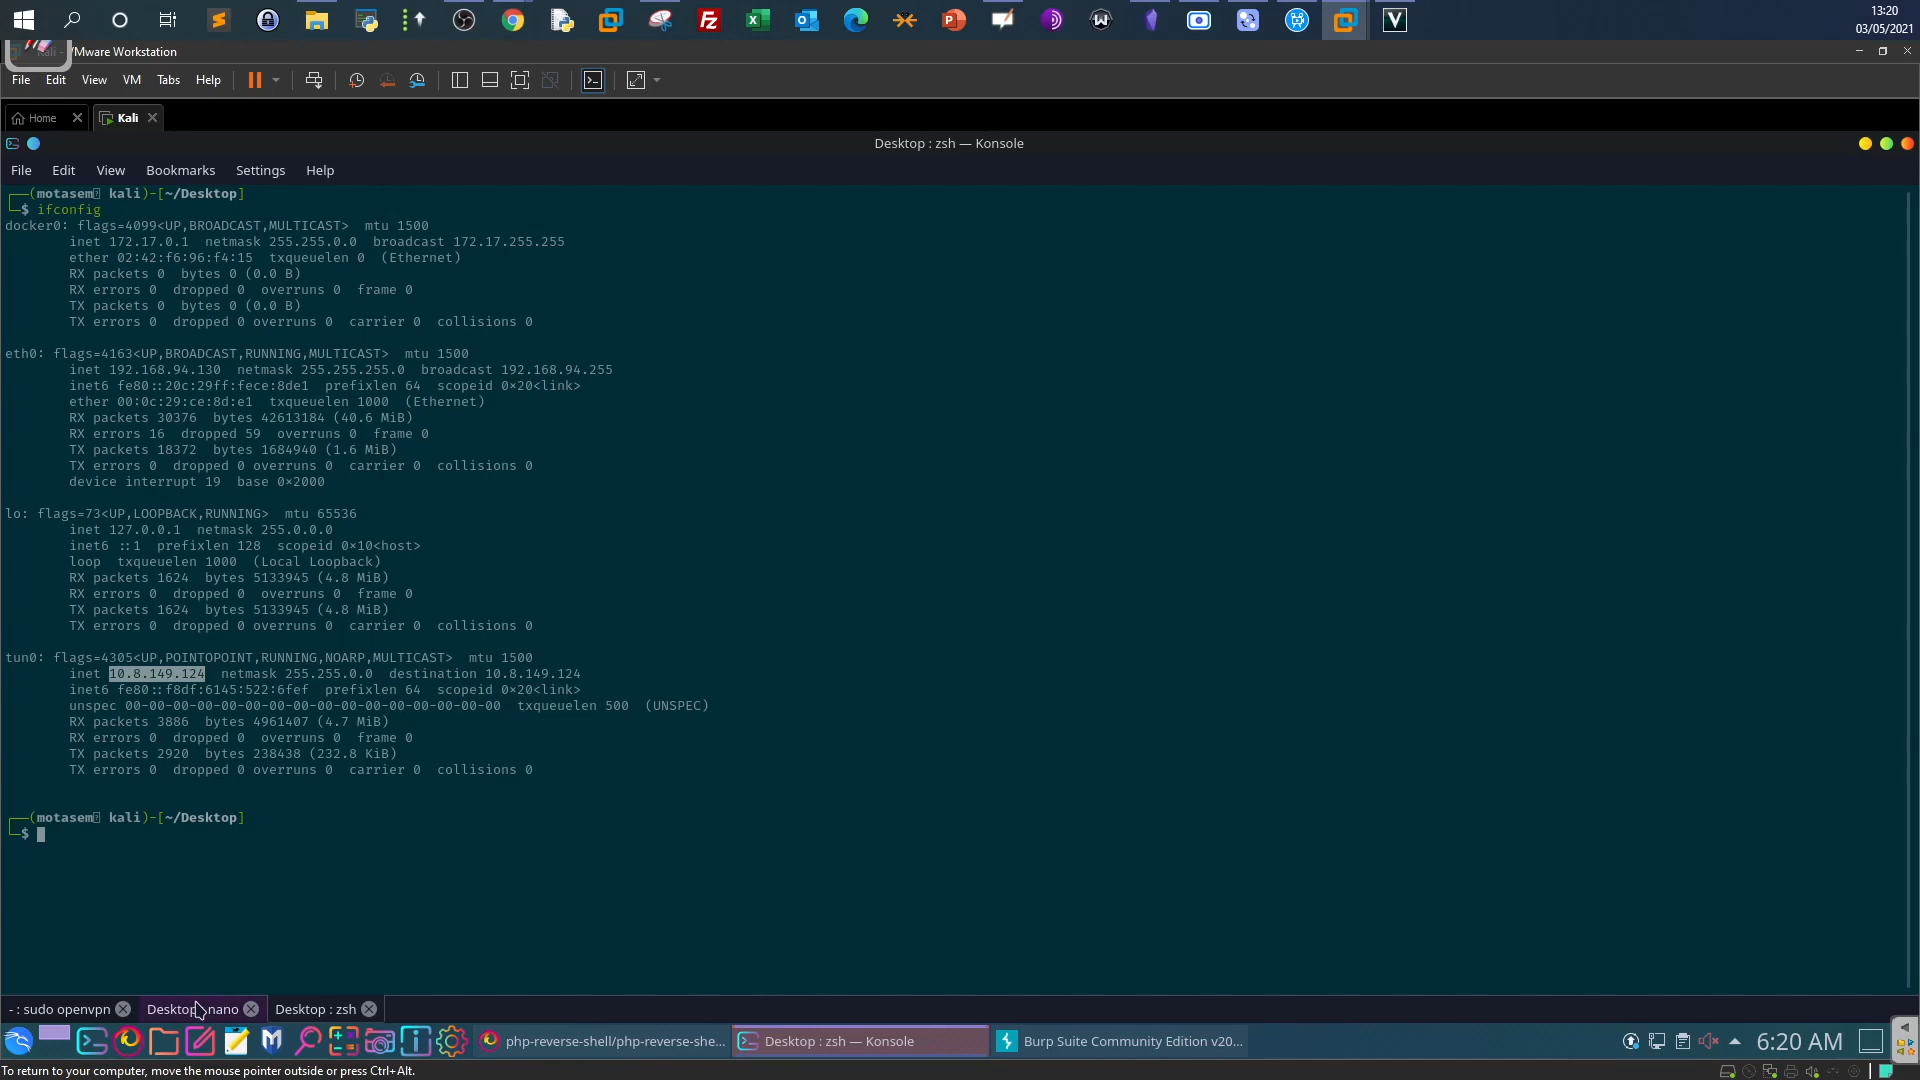 13:20
03/05/2021
Kali - VMware Workstation
File Edit View VM Tabs Help
Home Kali
Desktop : zsh — Konsole
File Edit View Bookmarks Settings Help
┌──(motasem kali)-[~/Desktop]
└─$ ifconfig
docker0: flags=4099<UP,BROADCAST,MULTICAST>  mtu 1500
        inet 172.17.0.1  netmask 255.255.0.0  broadcast 172.17.255.255
        ether 02:42:f6:96:f4:15  txqueuelen 0  (Ethernet)
        RX packets 0  bytes 0 (0.0 B)
        RX errors 0  dropped 0  overruns 0  frame 0
        TX packets 0  bytes 0 (0.0 B)
        TX errors 0  dropped 0 overruns 0  carrier 0  collisions 0
eth0: flags=4163<UP,BROADCAST,RUNNING,MULTICAST>  mtu 1500
        inet 192.168.94.130  netmask 255.255.255.0  broadcast 192.168.94.255
        inet6 fe80::20c:29ff:fece:8de1  prefixlen 64  scopeid 0×20<link>
        ether 00:0c:29:ce:8d:e1  txqueuelen 1000  (Ethernet)
        RX packets 30376  bytes 42613184 (40.6 MiB)
        RX errors 16  dropped 59  overruns 0  frame 0
        TX packets 18372  bytes 1684940 (1.6 MiB)
        TX errors 0  dropped 0 overruns 0  carrier 0  collisions 0
        device interrupt 19  base 0×2000
lo: flags=73<UP,LOOPBACK,RUNNING>  mtu 65536
        inet 127.0.0.1  netmask 255.0.0.0
        inet6 ::1  prefixlen 128  scopeid 0×10<host>
        loop  txqueuelen 1000  (Local Loopback)
        RX packets 1624  bytes 5133945 (4.8 MiB)
        RX errors 0  dropped 0  overruns 0  frame 0
        TX packets 1624  bytes 5133945 (4.8 MiB)
        TX errors 0  dropped 0 overruns 0  carrier 0  collisions 0
tun0: flags=4305<UP,POINTOPOINT,RUNNING,NOARP,MULTICAST>  mtu 1500
        inet 10.8.149.124  netmask 255.255.0.0  destination 10.8.149.124
        inet6 fe80::f8df:6145:522:6fef  prefixlen 64  scopeid 0×20<link>
        unspec 00-00-00-00-00-00-00-00-00-00-00-00-00-00-00-00  txqueuelen 500  (UNSPEC)
        RX packets 3886  bytes 4961407 (4.7 MiB)
        RX errors 0  dropped 0  overruns 0  frame 0
        TX packets 2920  bytes 238438 (232.8 KiB)
        TX errors 0  dropped 0 overruns 0  carrier 0  collisions 0
┌──(motasem kali)-[~/Desktop]
└─$
- : sudo openvpn Desktop : nano Desktop : zsh
php-reverse-shell/php-reverse-she... Desktop : zsh — Konsole Burp Suite Community Edition v20... 6:20 AM
To return to your computer, move the mouse pointer outside or press Ctrl+Alt.